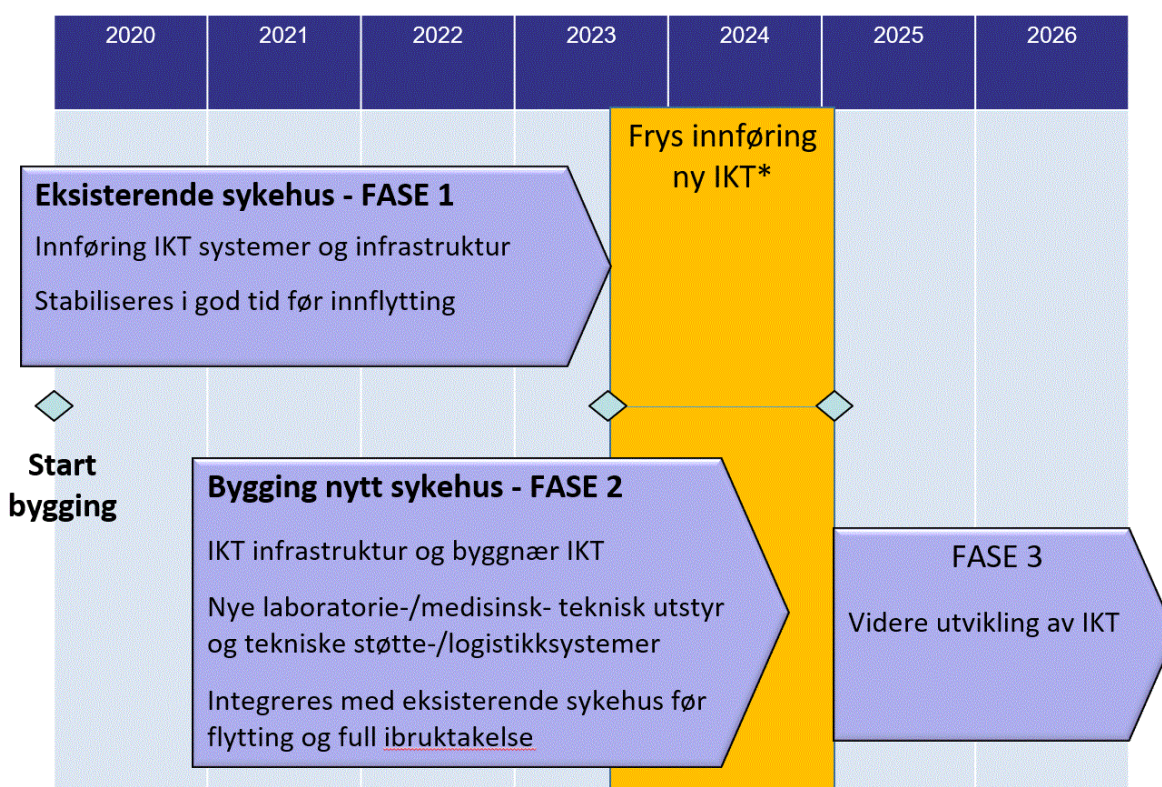 2020 2021 2022 2023 2024 2025 2026
Frys innføring
ny IKT*
Eksisterende sykehus - FASE 1
Innføring IKT systemer og infrastruktur
Stabiliseres i god tid før innflytting
Start
bygging
Bygging nytt sykehus - FASE 2
IKT infrastruktur og byggnær IKT
Nye laboratorie-/medisinsk- teknisk utstyr
og tekniske støtte-/logistikksystemer
Integreres med eksisterende sykehus før
flytting og full ibruktakelse
FASE 3
Videre utvikling av IKT